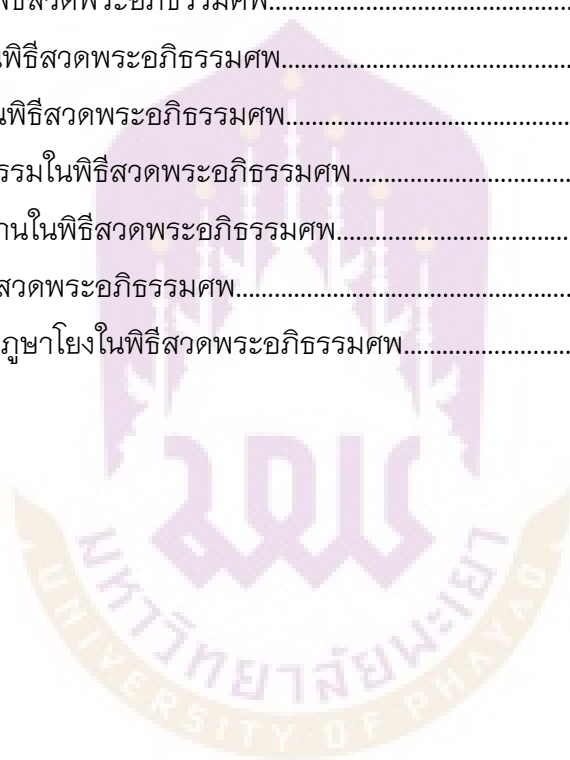 พิธีสวดพระอภิธรรมศพ..............................................
นพิธีสวดพระอภิธรรมศพ..............................................
นพิธีสวดพระอภิธรรมศพ.............................................
รรมในพิธีสวดพระอภิธรรมศพ...................................
านในพิธีสวดพระอภิธรรมศพ.....................................
สวดพระอภิธรรมศพ....................................................
ภูษาโยงในพิธีสวดพระอภิธรรมศพ..........................
มหาวิทยาลัยพะเยา
UNIVERSITY OF PHAYAO